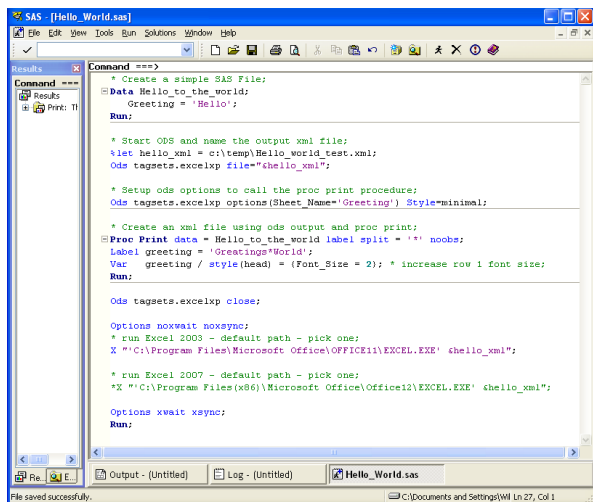 SAS - [Hello_World.sas]
File Edit View Tools Run Solutions Window Help
Results
Command ===
Results
Print: Th
Command ===>
* Create a simple SAS File;
Data Hello_to_the_world;
Greeting = 'Hello';
Run;
* Start ODS and name the output xml file;
%let hello_xml = c:\temp\Hello_world_test.xml;
Ods tagsets.excelxp file="&hello_xml";
* Setup ods options to call the proc print procedure;
Ods tagsets.excelxp options(Sheet_Name='Greeting') Style=minimal;
* Create an xml file using ods output and proc print;
Proc Print data = Hello_to_the_world label split = '*' noobs;
Label greeting = 'Greatings*World';
Var greeting / style(head) = (Font_Size = 2); * increase row 1 font size;
Run;
Ods tagsets.excelxp close;
Options noxwait noxsync;
* run Excel 2003 - default path - pick one;
X "'C:\Program Files\Microsoft Office\OFFICE11\EXCEL.EXE' &hello_xml";
* run Excel 2007 - default path - pick one;
*X "'C:\Program Files(x86)\Microsoft Office\Office12\EXCEL.EXE' &hello_xml";
Options xwait xsync;
Run;
Re... E...
Output - (Untitled) Log - (Untitled) Hello_World.sas
File saved successfully. C:\Documents and Settings\Wil Ln 27, Col 1